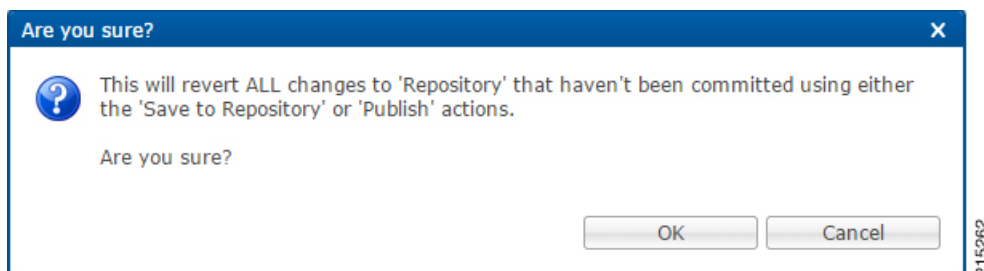 Are you sure?
This will revert ALL changes to 'Repository' that haven't been committed using either
the 'Save to Repository' or 'Publish' actions.
Are you sure?
OK Cancel